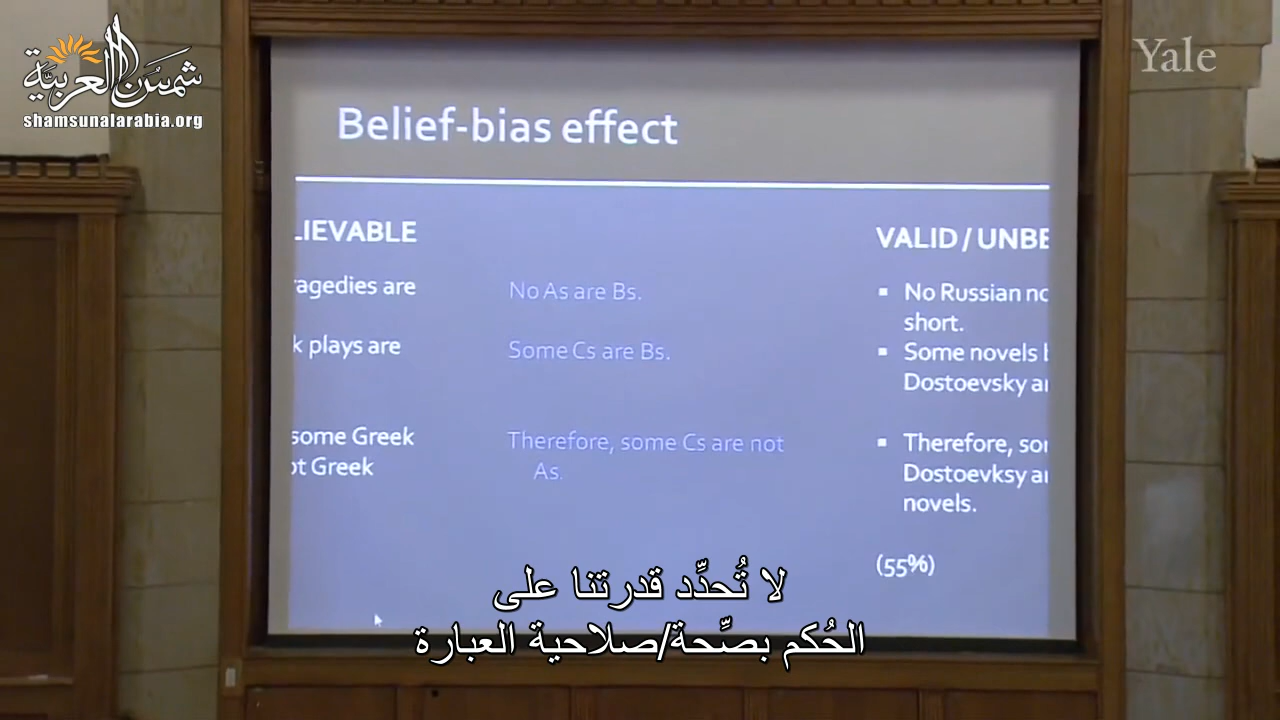 شمس العربية
shamsunalarabia.org
Yale
Belief-bias effect
LIEVABLE
ragedies are
k plays are
some Greek
ot Greek
No As are Bs.
Some Cs are Bs.
Therefore, some Cs are not
As.
VALID / UNBE
▪ No Russian no
short.
▪ Some novels b
Dostoevsky ar
▪ Therefore, som
Dostoevksy ar
novels.
(55%)
لا تُحدِّد قدرتنا على
الحُكم بصِّحة/صلاحية العبارة